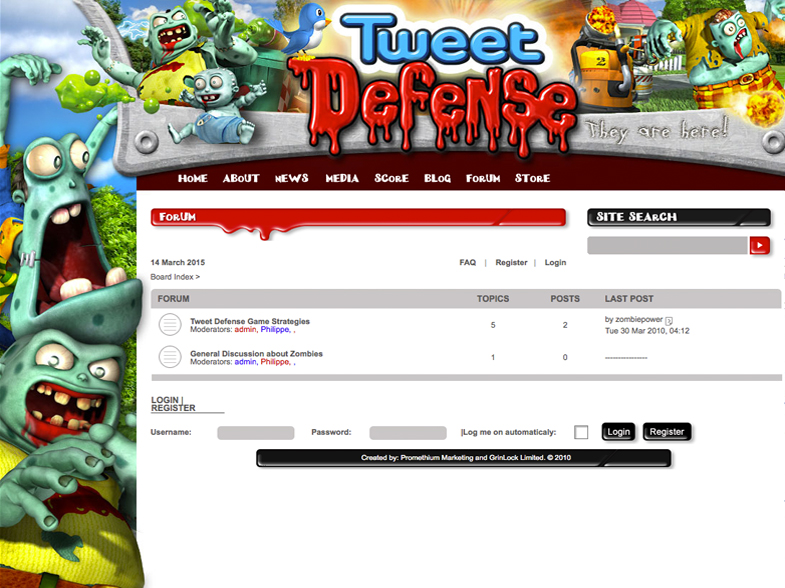 Tweet
Defense
They are here!
2
HOME ABOUT NEWS MEDIA SCORE BLOG FORUM STORE
FORUM
SITE SEARCH
14 March 2015
FAQ | Register | Login
Board Index >
FORUM TOPICS POSTS LAST POST
Tweet Defense Game Strategies
Moderators: admin, Philippe, ,
5 2
by zombiepower
Tue 30 Mar 2010, 04:12
General Discussion about Zombies
Moderators: admin, Philippe, ,
1 0 ----------------
LOGIN |
REGISTER
Username: Password: |Log me on automaticaly: Login Register
Created by: Promethium Marketing and GrinLock Limited. © 2010